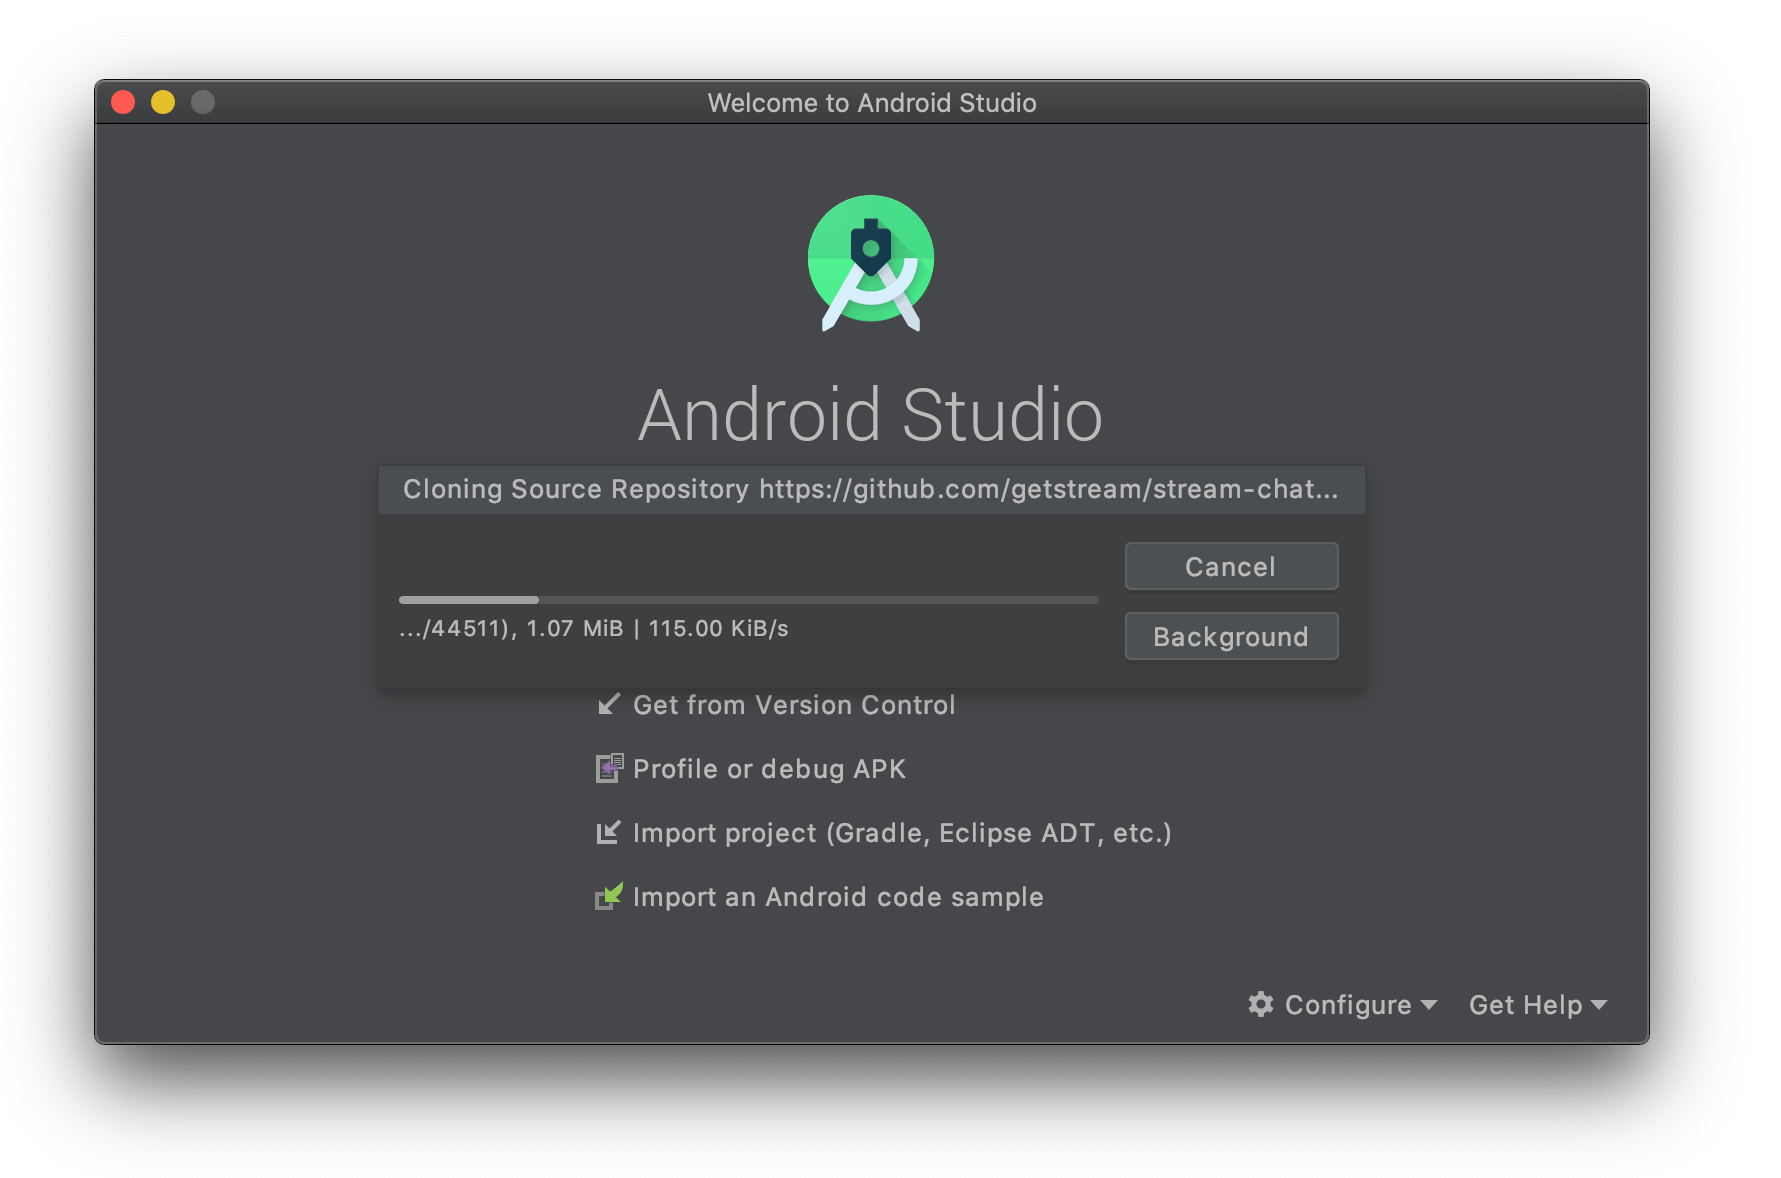 Welcome to Android Studio
Android Studio
Cloning Source Repository https://github.com/getstream/stream-chat...
Cancel
.../44511), 1.07 MiB | 115.00 KiB/s
Background
Get from Version Control
Profile or debug APK
Import project (Gradle, Eclipse ADT, etc.)
Import an Android code sample
Configure Get Help